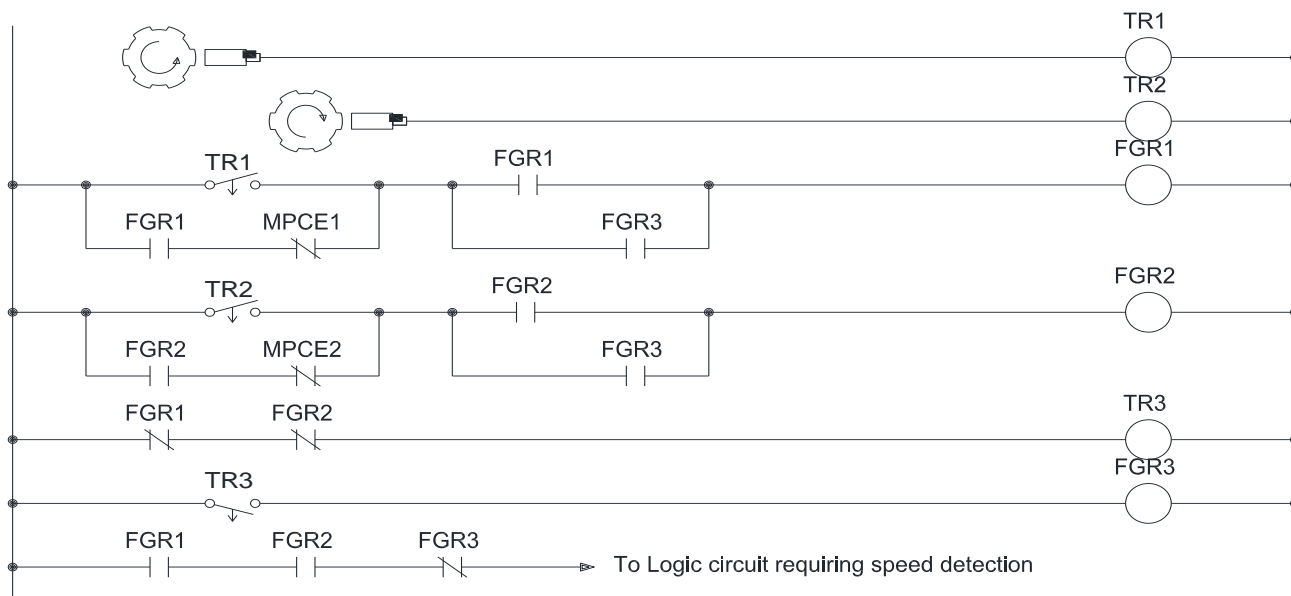 TR1
TR2
TR1 FGR1 FGR1
FGR1 MPCE1 FGR3
TR2 FGR2 FGR2
FGR2 MPCE2 FGR3
FGR1 FGR2 TR3
TR3 FGR3
FGR1 FGR2 FGR3
To Logic circuit requiring speed detection